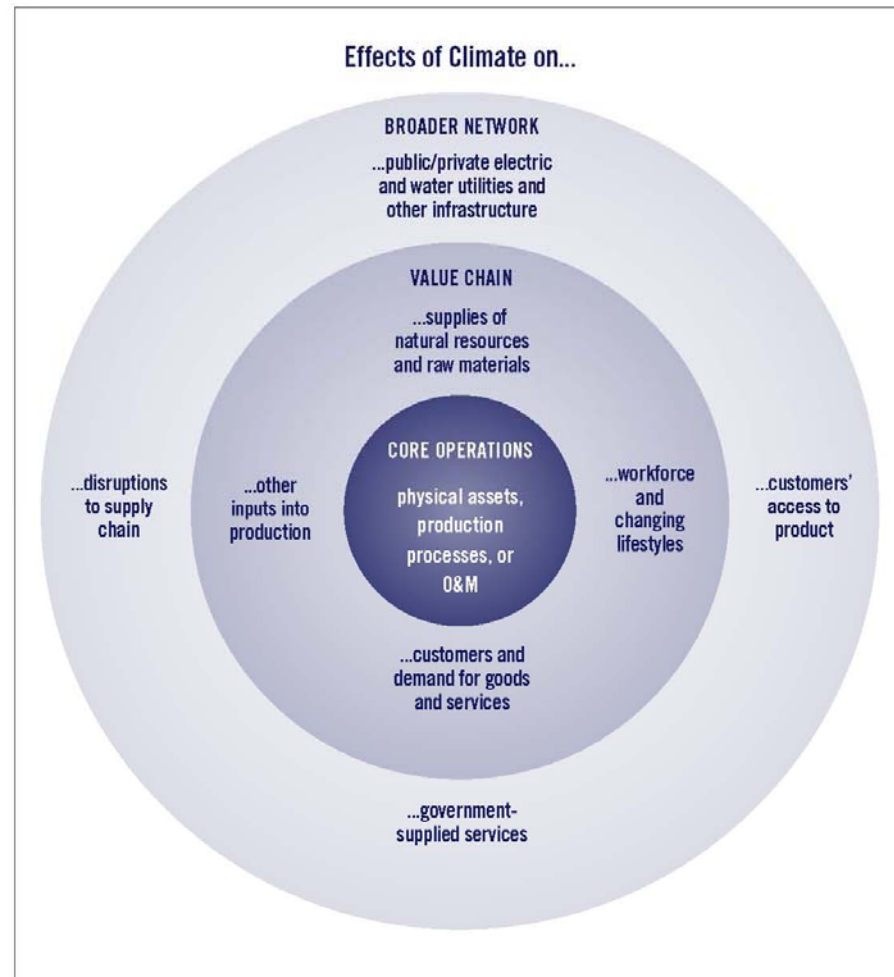 Effects of Climate on...
BROADER NETWORK
...public/private electric
and water utilities and
other infrastructure
VALUE CHAIN
...supplies of
natural resources
and raw materials
CORE OPERATIONS
physical assets,
production
processes, or
O&M
...disruptions
to supply
chain
...other
inputs into
production
...workforce
and
changing
lifestyles
...customers'
access to
product
...customers and
demand for goods
and services
...government-
supplied services